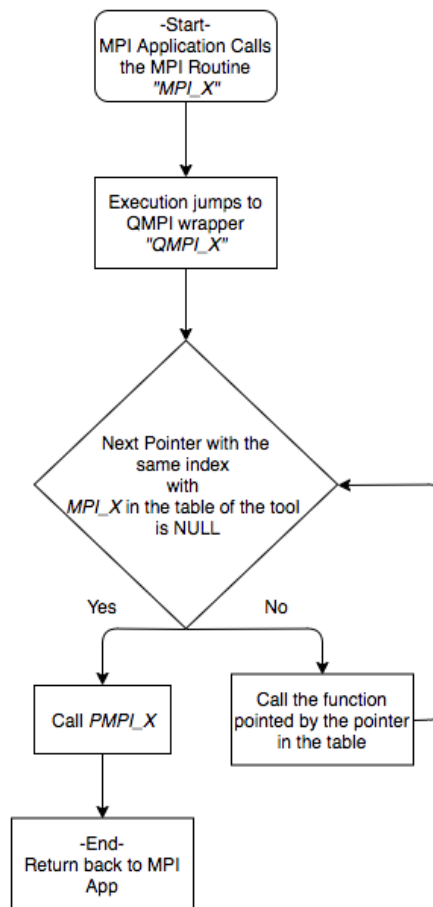 -Start-
MPI Application Calls
the MPI Routine
"MPI_X"
Execution jumps to
QMPI wrapper
"QMPI_X"
Next Pointer with the
same index
with
MPI_X in the table of the tool
is NULL
Yes
No
Call PMPI_X
Call the function
pointed by the pointer
in the table
-End-
Return back to MPI
App